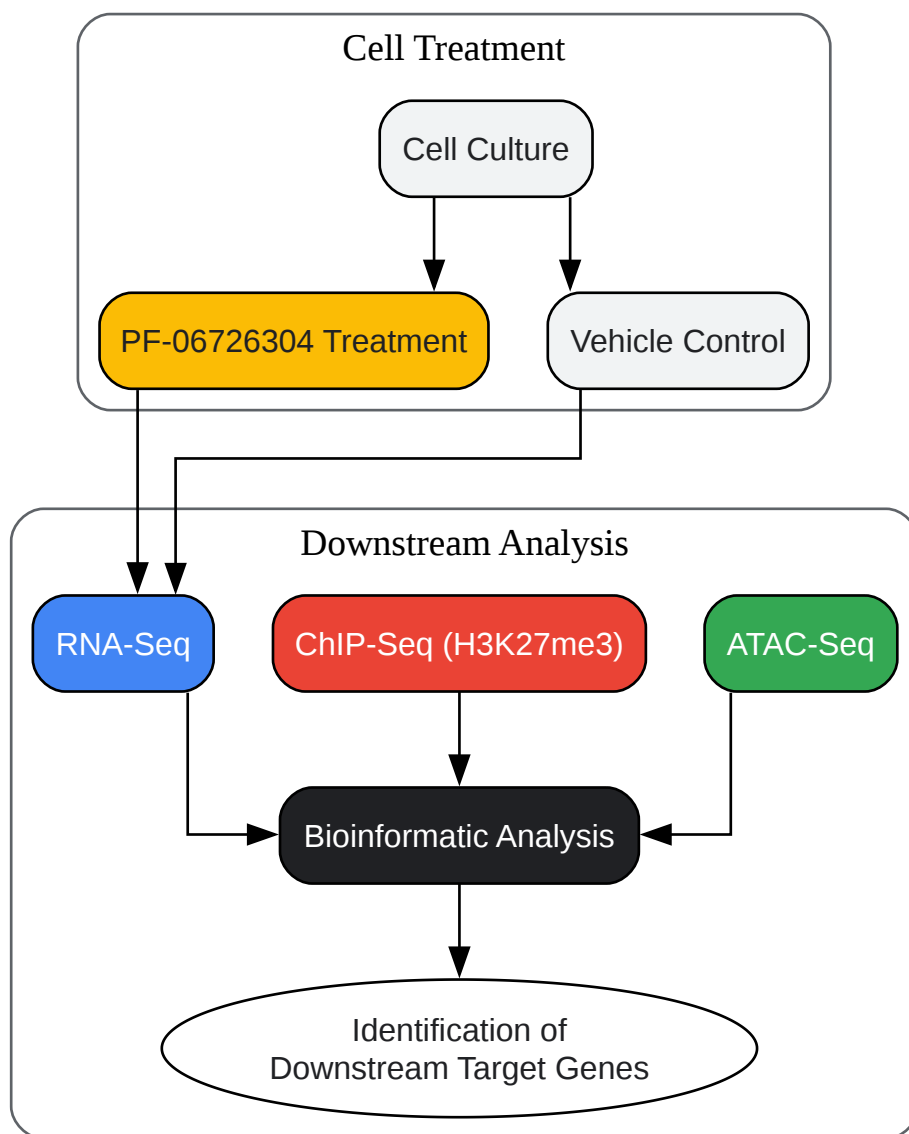 Cell Treatment
Cell Culture
PF-06726304 Treatment
Vehicle Control
Downstream Analysis
RNA-Seq
ChIP-Seq (H3K27me3)
ATAC-Seq
Bioinformatic Analysis
Identification of
Downstream Target Genes